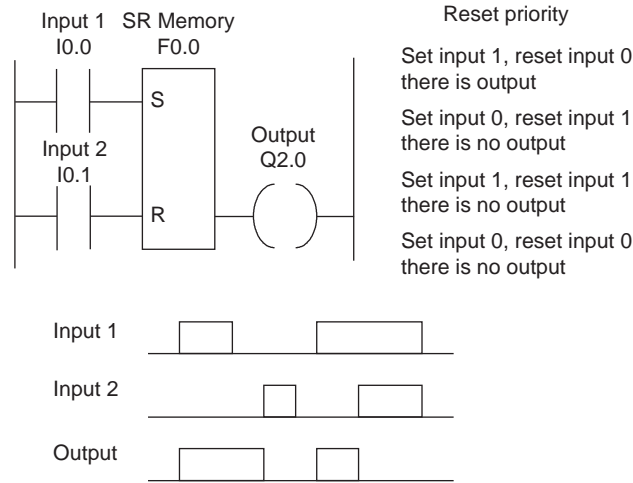 Input 1
I0.0
SR Memory
F0.0
S
Input 2
I0.1
R
Output
Q2.0
Reset priority
Set input 1, reset input 0
there is output
Set input 0, reset input 1
there is no output
Set input 1, reset input 1
there is no output
Set input 0, reset input 0
there is no output
Input 1
Input 2
Output